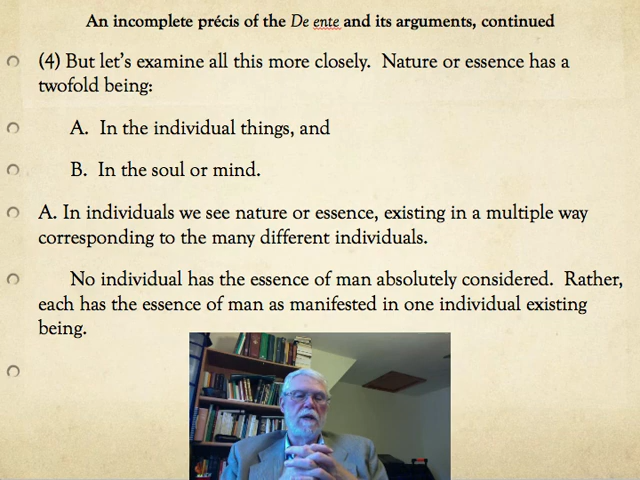 An incomplete précis of the De ente and its arguments, continued
(4) But let's examine all this more closely. Nature or essence has a
twofold being:
A. In the individual things, and
B. In the soul or mind.
A. In individuals we see nature or essence, existing in a multiple way
corresponding to the many different individuals.
No individual has the essence of man absolutely considered. Rather,
each has the essence of man as manifested in one individual existing
being.